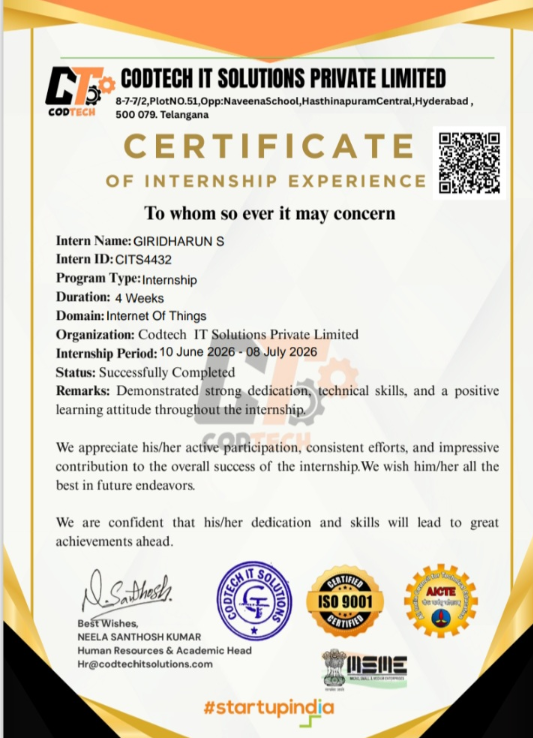 CODTECH
CODTECH IT SOLUTIONS PRIVATE LIMITED
8-7-7/2,PlotNO.51,Opp:NaveenaSchool,HasthinapuramCentral,Hyderabad ,
500 079. Telangana
CERTIFICATE
OF INTERNSHIP EXPERIENCE
To whom so ever it may concern
Intern Name: GIRIDHARUN S
Intern ID: CITS4432
Program Type: Internship
Duration: 4 Weeks
Domain: Internet Of Things
Organization: Codtech IT Solutions Private Limited
Internship Period: 10 June 2026 - 08 July 2026
Status: Successfully Completed
Remarks: Demonstrated strong dedication, technical skills, and a positive
learning attitude throughout the internship.
CODTECH
We appreciate his/her active participation, consistent efforts, and impressive
contribution to the overall success of the internship.We wish him/her all the
best in future endeavors.
We are confident that his/her dedication and skills will lead to great
achievements ahead.
N. Santhosh
Best Wishes,
NEELA SANTHOSH KUMAR
Human Resources & Academic Head
Hr@codtechitsolutions.com
CODTECH IT SOLUTIONS
CERTIFIED
ISO 9001
CERTIFIED
AICTE
MSME
#startupindia